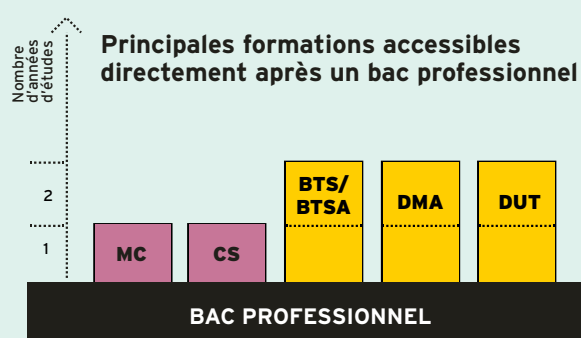 Nombre
d'années
d'études
Principales formations accessibles
directement après un bac professionnel
2
1
MC
CS
BTS/
BTSA
DMA
DUT
BAC PROFESSIONNEL